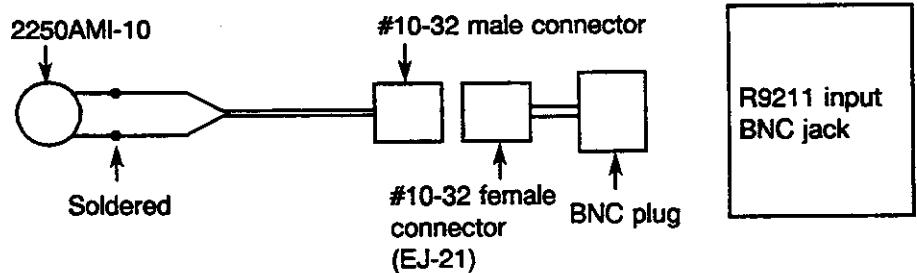 2250AMI-10
#10-32 male connector
Soldered
#10-32 female
connector
(EJ-21)
BNC plug
R9211 input
BNC jack